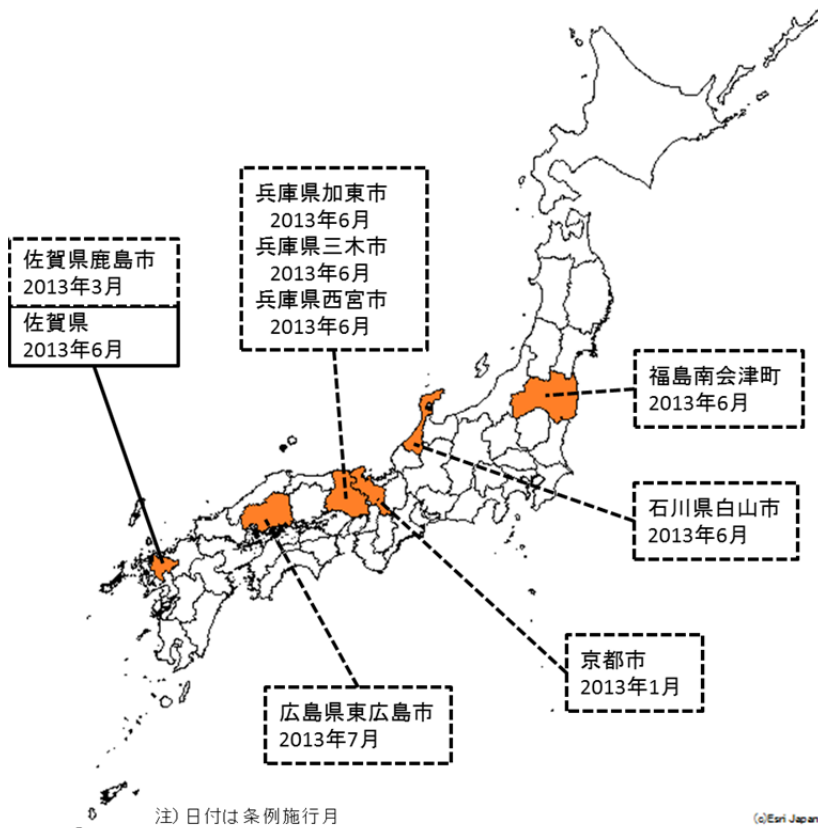 兵庫県加東市
2013年6月
兵庫県三木市
2013年6月
兵庫県西宮市
2013年6月
佐賀県鹿島市
2013年3月
佐賀県
2013年6月
福島南会津町
2013年6月
石川県白山市
2013年6月
京都市
2013年1月
広島県東広島市
2013年7月
注）日付は条例施行月
(c)Esri Japan